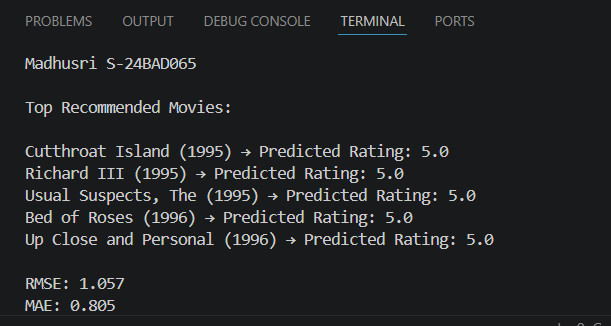 PROBLEMS OUTPUT DEBUG CONSOLE TERMINAL PORTS
Madhusri S-24BAD065
Top Recommended Movies:
Cutthroat Island (1995) → Predicted Rating: 5.0
Richard III (1995) → Predicted Rating: 5.0
Usual Suspects, The (1995) → Predicted Rating: 5.0
Bed of Roses (1996) → Predicted Rating: 5.0
Up Close and Personal (1996) → Predicted Rating: 5.0
RMSE: 1.057
MAE: 0.805